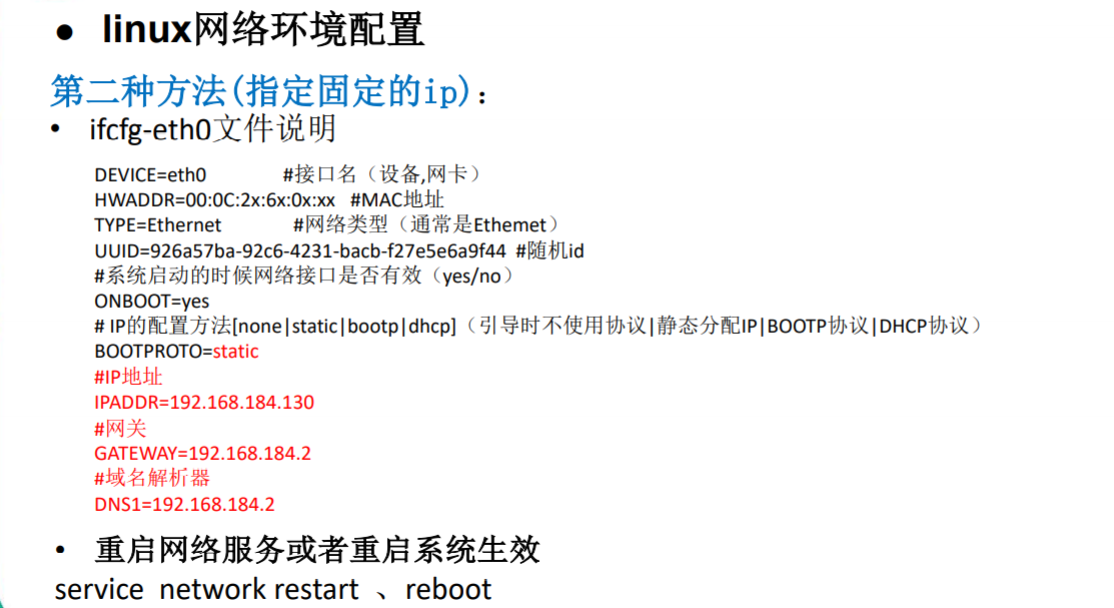 ● linux网络环境配置
第二种方法(指定固定的ip)：
• ifcfg-eth0文件说明
DEVICE=eth0 #接口名（设备,网卡）
HWADDR=00:0C:2x:6x:0x:xx #MAC地址
TYPE=Ethernet #网络类型（通常是Ethemet）
UUID=926a57ba-92c6-4231-bacb-f27e5e6a9f44 #随机id
#系统启动的时候网络接口是否有效（yes/no）
ONBOOT=yes
# IP的配置方法[none|static|bootp|dhcp]（引导时不使用协议|静态分配IP|BOOTP协议|DHCP协议）
BOOTPROTO=static
#IP地址
IPADDR=192.168.184.130
#网关
GATEWAY=192.168.184.2
#域名解析器
DNS1=192.168.184.2
• 重启网络服务或者重启系统生效
service network restart 、reboot